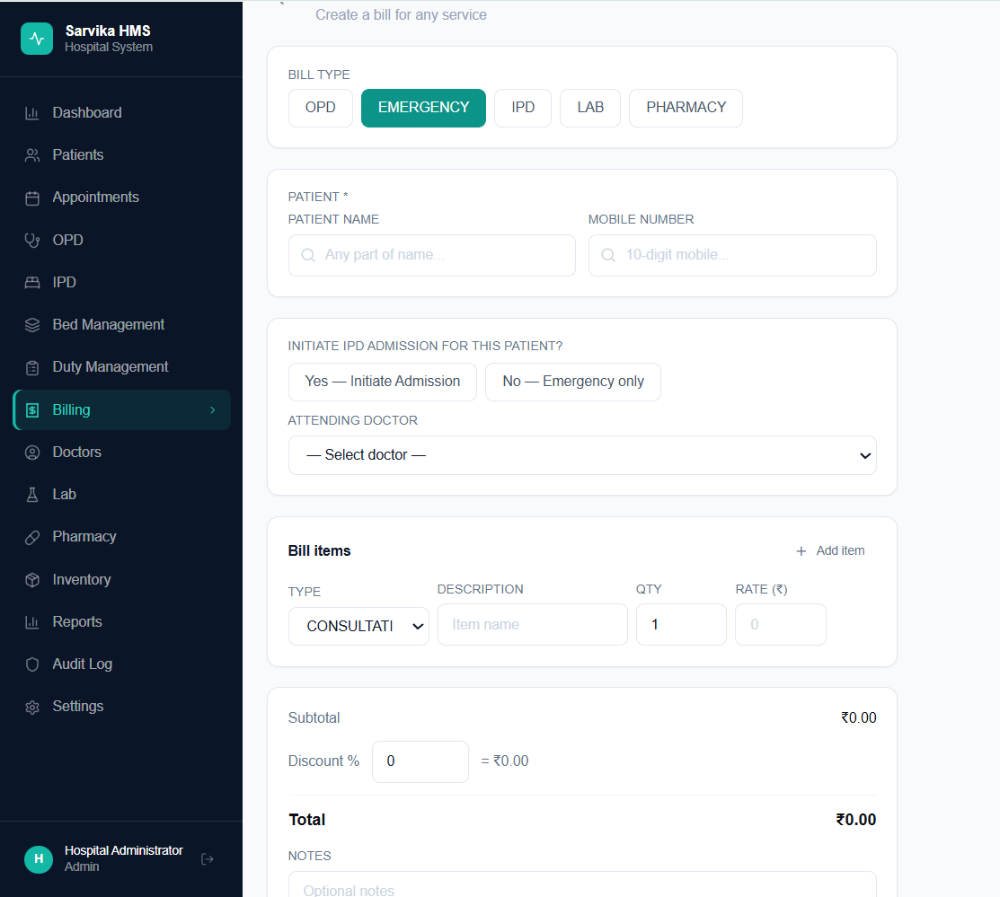 Sarvika HMS
Hospital System
Dashboard
Patients
Appointments
OPD
IPD
Bed Management
Duty Management
Billing
Doctors
Lab
Pharmacy
Inventory
Reports
Audit Log
Settings
H
Hospital Administrator
Admin
Create a bill for any service
BILL TYPE
OPD EMERGENCY IPD LAB PHARMACY
PATIENT *
PATIENT NAME MOBILE NUMBER
Any part of name... 10-digit mobile...
INITIATE IPD ADMISSION FOR THIS PATIENT?
Yes — Initiate Admission No — Emergency only
ATTENDING DOCTOR
— Select doctor —
Bill items + Add item
TYPE DESCRIPTION QTY RATE (₹)
CONSULTATI Item name 1 0
Subtotal ₹0.00
Discount % 0 = ₹0.00
Total ₹0.00
NOTES
Optional notes